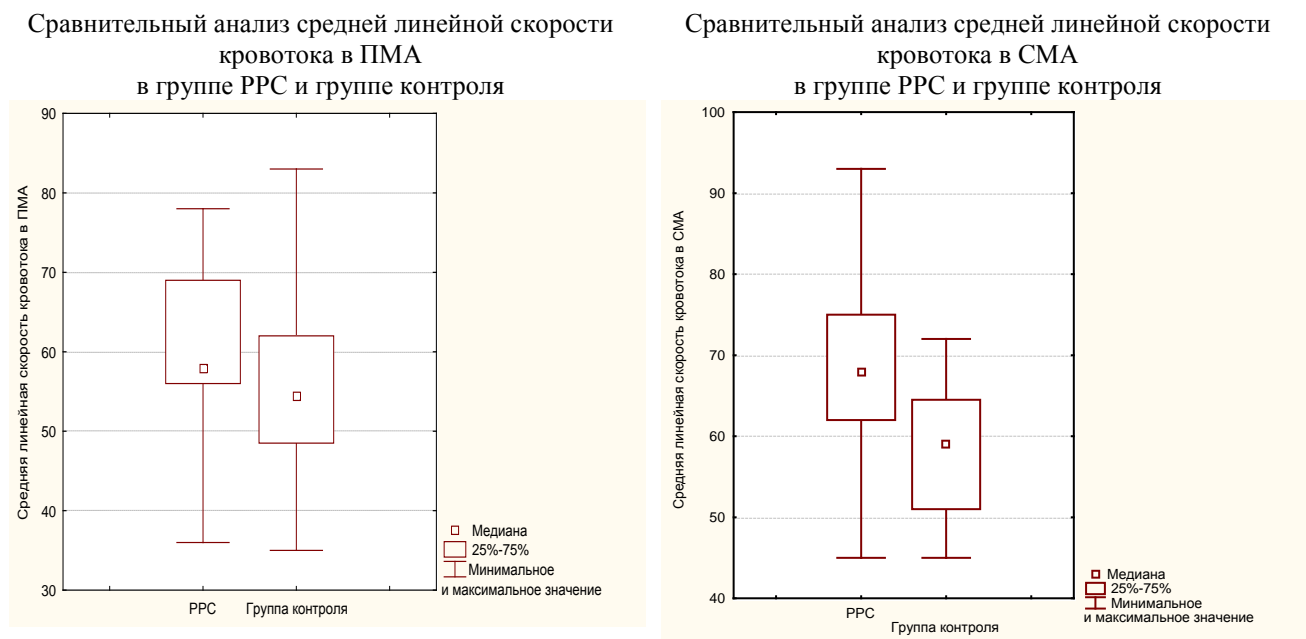 Сравнительный анализ средней линейной скорости
кровотока в ПМА
в группе РРС и группе контроля
90
80
70
60
50
40
30
Средняя линейная скорость кровотока в ПМА
РРС Группа контроля
Медиана
25%-75%
Минимальное
и максимальное значение
Сравнительный анализ средней линейной скорости
кровотока в СМА
в группе РРС и группе контроля
100
90
80
70
60
50
40
Средняя линейная скорость кровотока в СМА
РРС
Группа контроля
Медиана
25%-75%
Минимальное
и максимальное значение